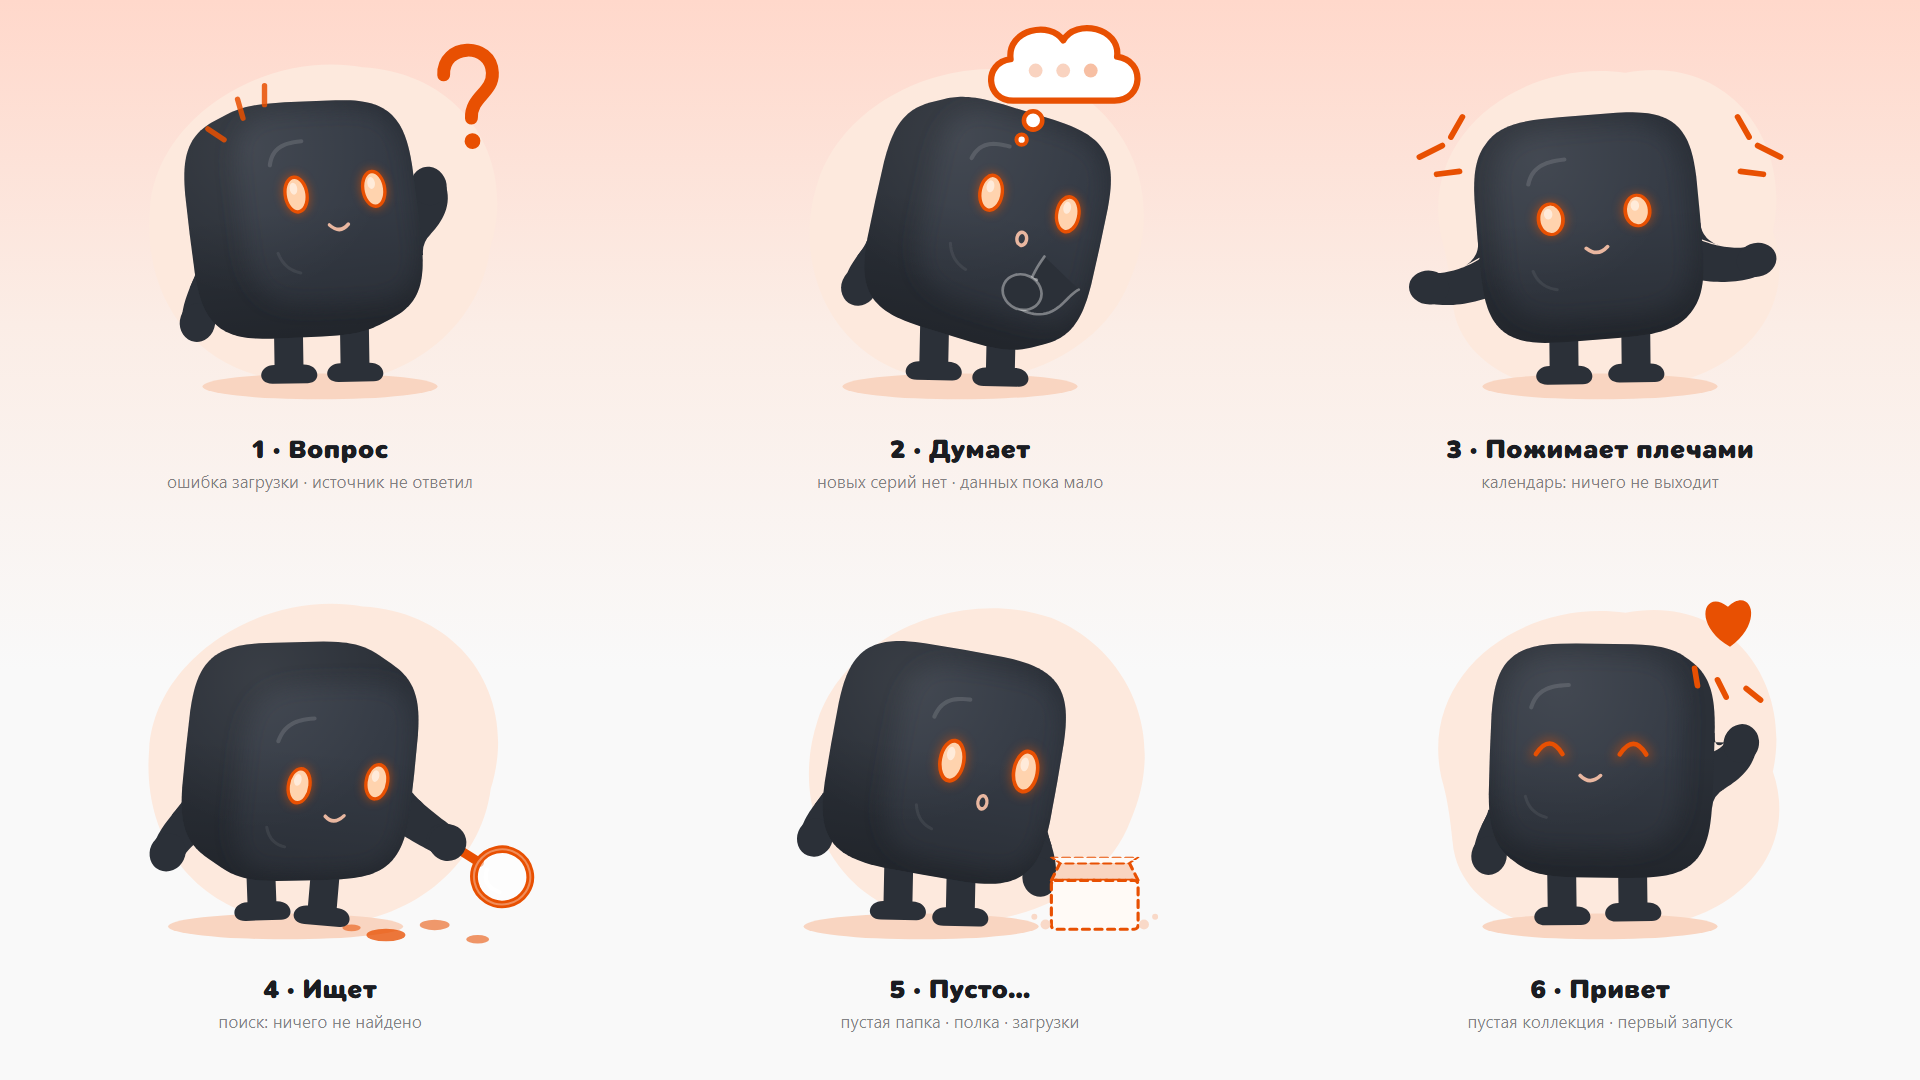 1 · Вопрос
ошибка загрузки · источник не ответил
2 · Думает
новых серий нет · данных пока мало
3 · Пожимает плечами
календарь: ничего не выходит
4 · Ищет
поиск: ничего не найдено
5 · Пусто...
пустая папка · полка · загрузки
6 · Привет
пустая коллекция · первый запуск